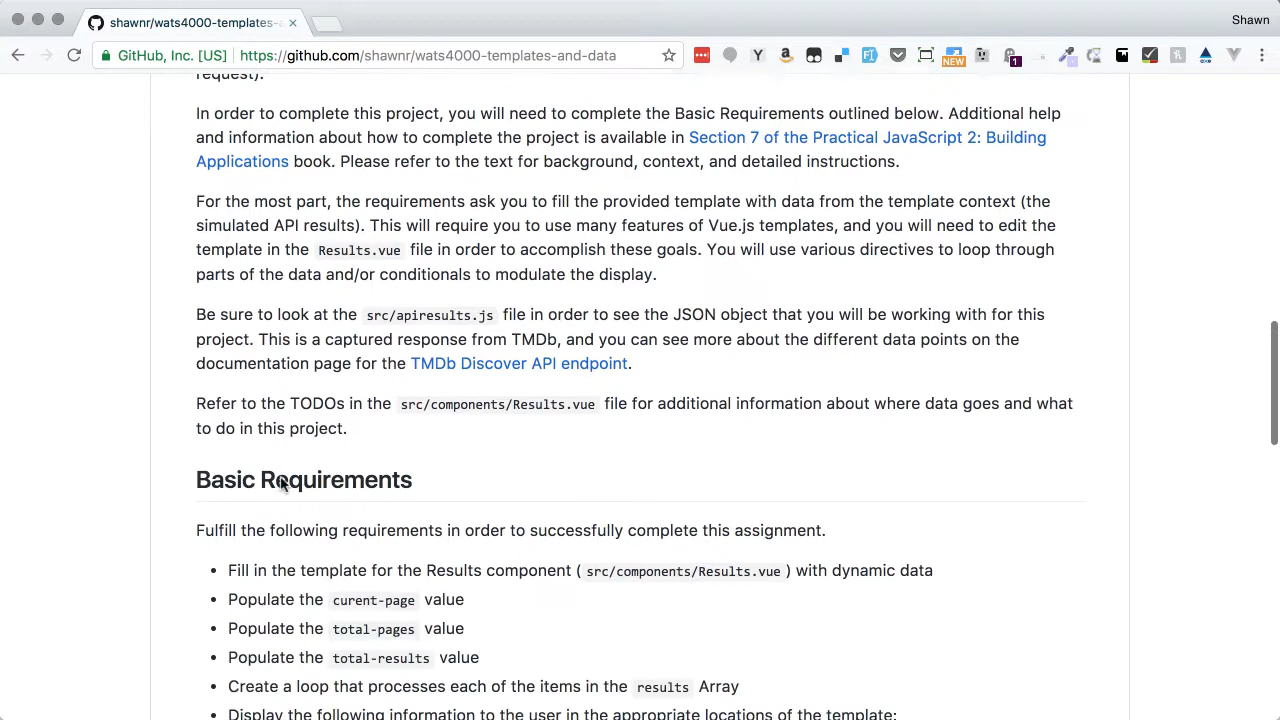 shawnr/wats4000-templates-a
Shawn
GitHub, Inc. [US] https://github.com/shawnr/wats4000-templates-and-data
Y
NEW
1
request).
In order to complete this project, you will need to complete the Basic Requirements outlined below. Additional help
and information about how to complete the project is available in Section 7 of the Practical JavaScript 2: Building
Applications book. Please refer to the text for background, context, and detailed instructions.
For the most part, the requirements ask you to fill the provided template with data from the template context (the
simulated API results). This will require you to use many features of Vue.js templates, and you will need to edit the
template in the Results.vue file in order to accomplish these goals. You will use various directives to loop through
parts of the data and/or conditionals to modulate the display.
Be sure to look at the src/apiresults.js file in order to see the JSON object that you will be working with for this
project. This is a captured response from TMDb, and you can see more about the different data points on the
documentation page for the TMDb Discover API endpoint.
Refer to the TODOs in the src/components/Results.vue file for additional information about where data goes and what
to do in this project.
Basic Requirements
Fulfill the following requirements in order to successfully complete this assignment.
• Fill in the template for the Results component ( src/components/Results.vue ) with dynamic data
• Populate the curent-page value
• Populate the total-pages value
• Populate the total-results value
• Create a loop that processes each of the items in the results Array
• Display the following information to the user in the appropriate locations of the template: